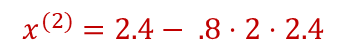 x⁽²⁾ = 2.4 − .8 · 2 · 2.4